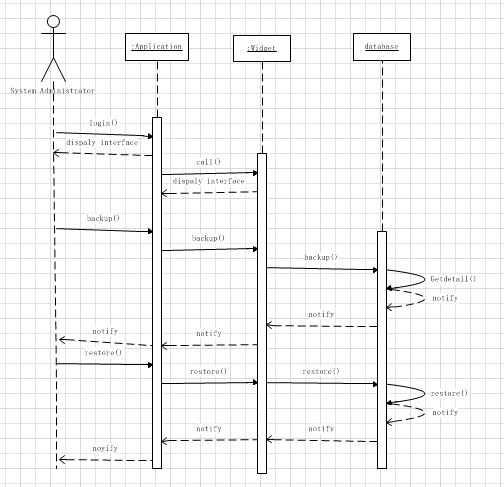 :Application
:Widget
database
System Administrator
login()
dispaly interface
call()
dispaly interface
backup()
backup()
backup()
Getdetail()
notify
notify
notify
notify
restore()
restore()
restore()
restore()
notify
notify
notify
noyify